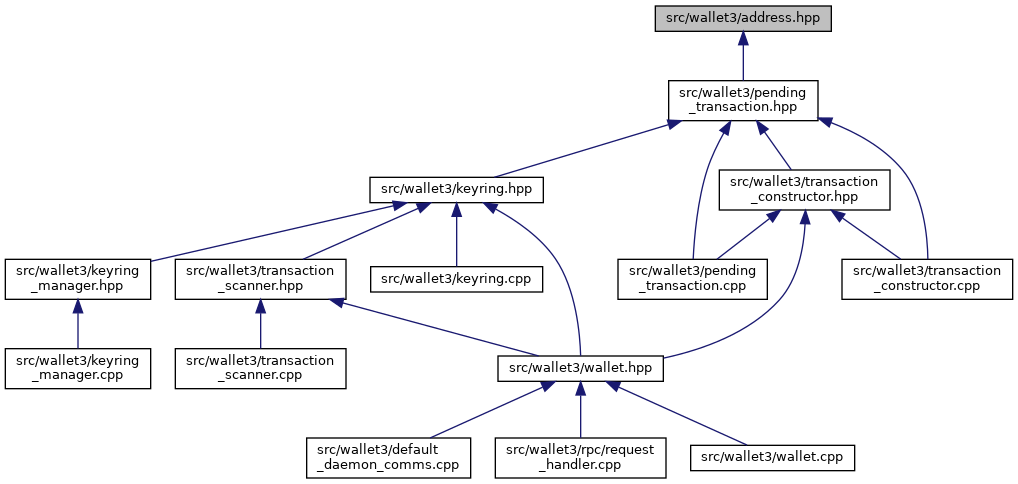 src/wallet3/address.hpp
src/wallet3/pending
_transaction.hpp
src/wallet3/keyring.hpp
src/wallet3/transaction
_constructor.hpp
src/wallet3/keyring
_manager.hpp
src/wallet3/transaction
_scanner.hpp
src/wallet3/keyring.cpp
src/wallet3/pending
_transaction.cpp
src/wallet3/transaction
_constructor.cpp
src/wallet3/keyring
_manager.cpp
src/wallet3/transaction
_scanner.cpp
src/wallet3/wallet.hpp
src/wallet3/default
_daemon_comms.cpp
src/wallet3/rpc/request
_handler.cpp
src/wallet3/wallet.cpp